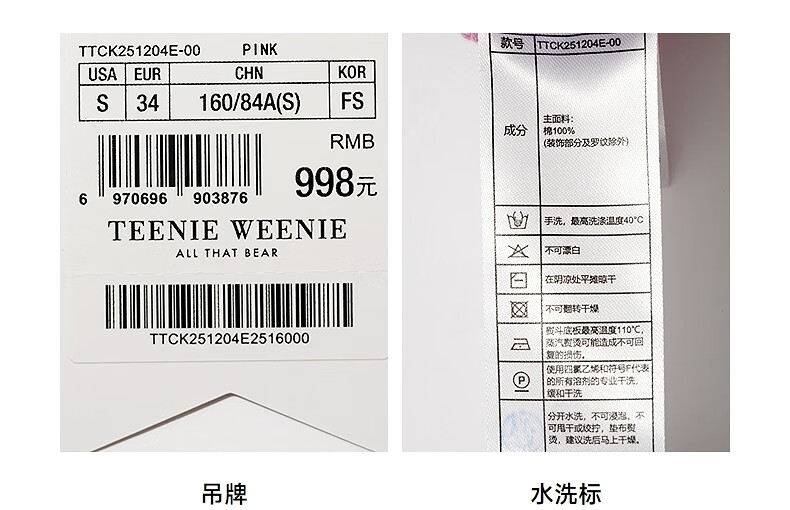 TTCK251204E-00 PINK
USA EUR CHN KOR
S 34 160/84A(S) FS
RMB
998元
6 970696 903876
TEENIE WEENIE
ALL THAT BEAR
TTCK251204E2516000
吊牌
款号 TTCK251204E-00
成分
主面料:
棉100%
(装饰部分及罗纹除外)
手洗，最高洗涤温度40°C
不可漂白
在阴凉处平摊晾干
不可翻转干燥
熨斗底板最高温度110℃,
蒸汽熨烫可能造成不可回
复的损伤。
P
使用四氯乙烯和符号F代表
的所有溶剂的专业干洗,
缓和干洗
分开水洗，不可浸泡，不
可甩干或绞拧，垫布熨
烫，建议洗后马上干燥。
水洗标